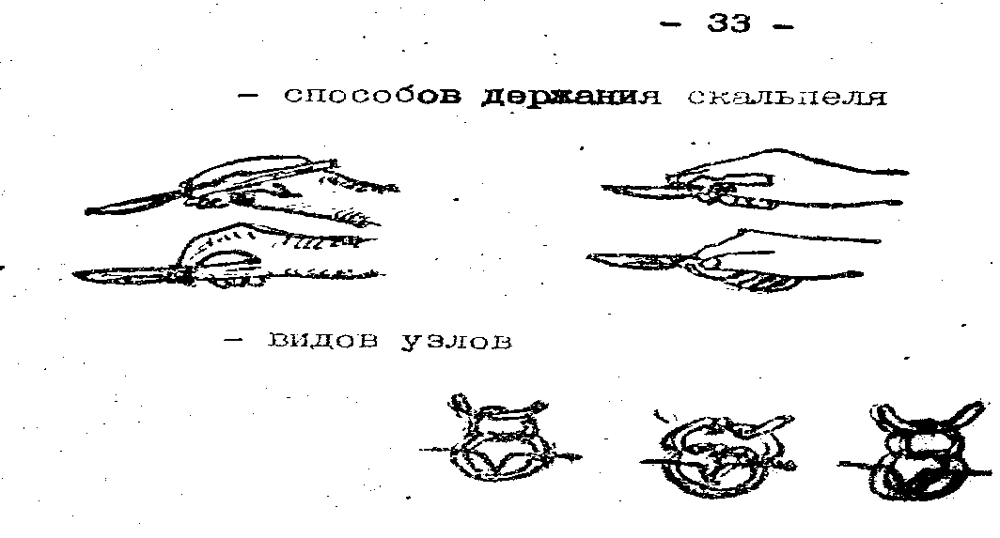 - 33 -
- способов держания скальпеля
- видов узлов